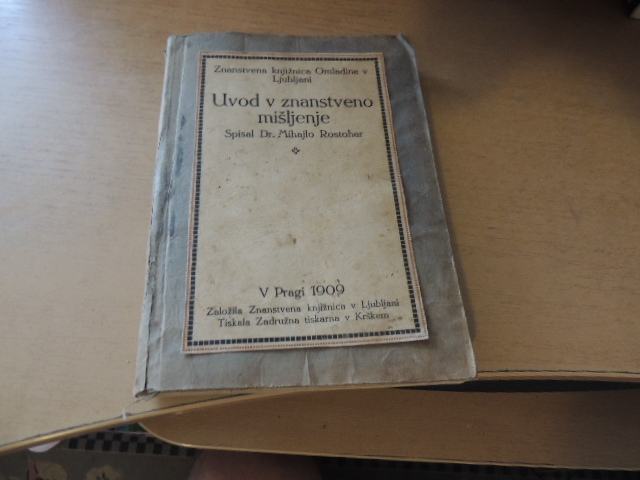 Znanstvena knjižnica Omladine v
Ljubljani
Uvod v znanstveno
mišljenje
Spisal Dr. Mihajlo Rostohar
V Pragi 1909
Založila Znanstvena knjižnica v Ljubljani
Tiskala Zadružna tiskarna v Krškem